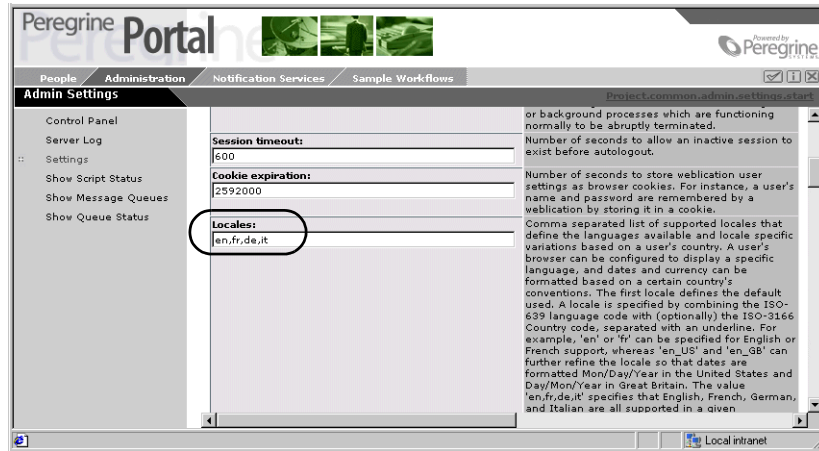 Peregrine Portal
Powered by
Peregrine
SYSTEMS
People Administration Notification Services Sample Workflows
Admin Settings
Project.common.admin.settings.start
Control Panel
Server Log
Settings
Show Script Status
Show Message Queues
Show Queue Status
or background processes which are functioning
normally to be abruptly terminated.
Session timeout:
600
Number of seconds to allow an inactive session to
exist before autologout.
Cookie expiration:
2592000
Number of seconds to store weblication user
settings as browser cookies. For instance, a user's
name and password are remembered by a
weblication by storing it in a cookie.
Locales:
en,fr,de,it
Comma separated list of supported locales that
define the languages available and locale specific
variations based on a user's country. A user's
browser can be configured to display a specific
language, and dates and currency can be
formatted based on a certain country's
conventions. The first locale defines the default
used. A locale is specified by combining the ISO-
639 language code with (optionally) the ISO-3166
Country code, separated with an underline. For
example, 'en' or 'fr' can be specified for English or
French support, whereas 'en_US' and 'en_GB' can
further refine the locale so that dates are
formatted Mon/Day/Year in the United States and
Day/Mon/Year in Great Britain. The value
'en,fr,de,it' specifies that English, French, German,
and Italian are all supported in a given
Local intranet